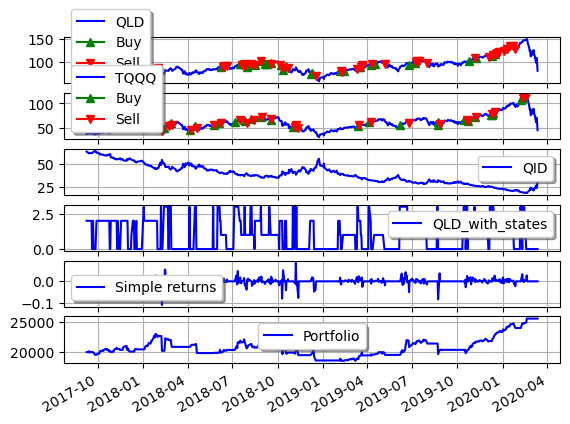 QLD
Buy
Sell
150
100
TQQQ
Buy
Sell
100
50
QID
50
25
QLD_with_states
2.5
0.0
Simple returns
0.0
−0.1
Portfolio
25000
20000
2017-10 2018-01 2018-04 2018-07 2018-10 2019-01 2019-04 2019-07 2019-10 2020-01 2020-04